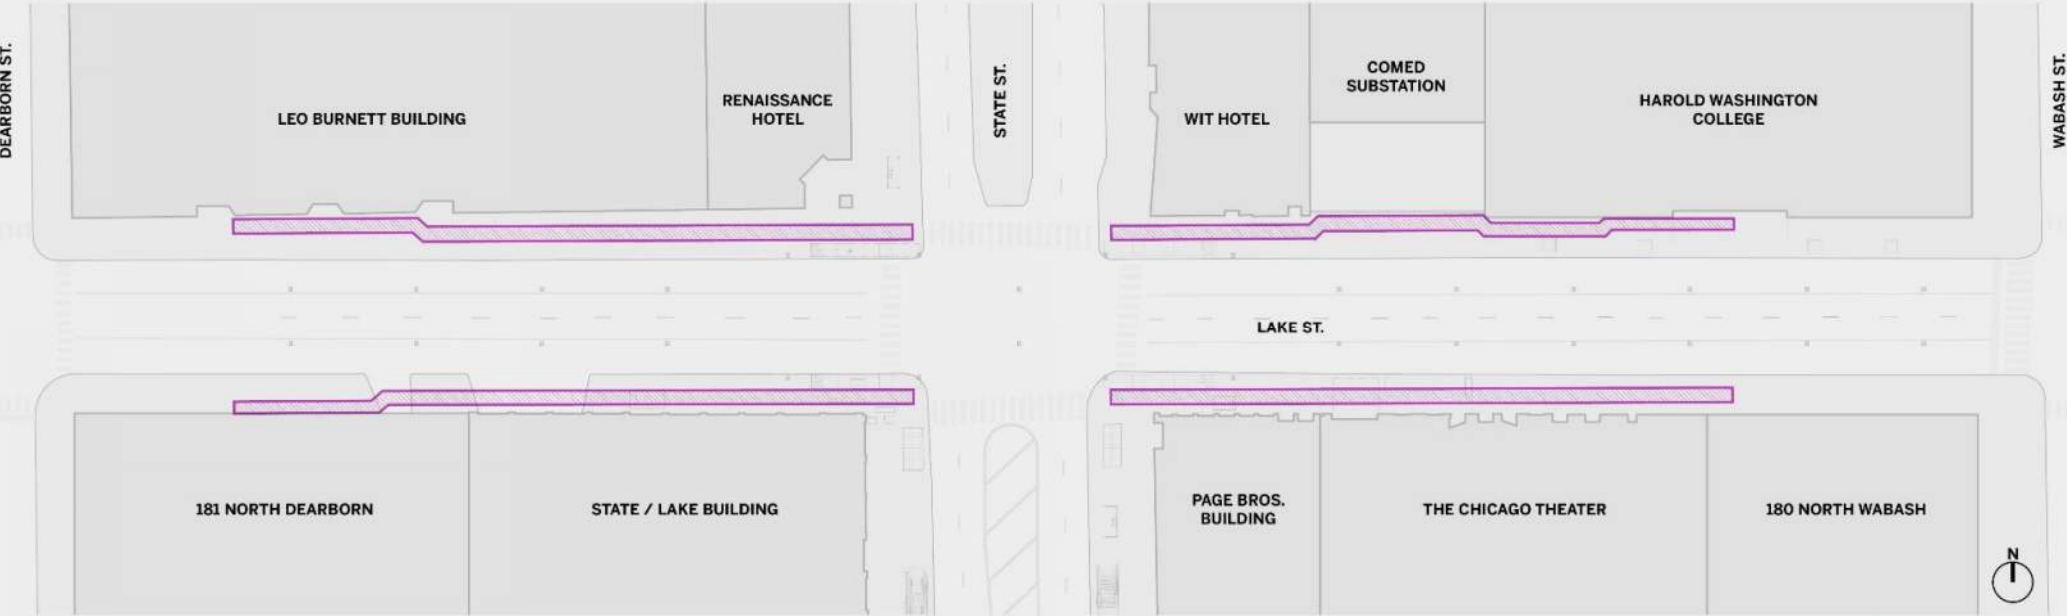 DEARBORN ST.
LEO BURNETT BUILDING
RENAISSANCE
HOTEL
STATE ST.
WIT HOTEL
COMED
SUBSTATION
HAROLD WASHINGTON
COLLEGE
WABASH ST.
LAKE ST.
181 NORTH DEARBORN
STATE / LAKE BUILDING
PAGE BROS.
BUILDING
THE CHICAGO THEATER
180 NORTH WABASH
N